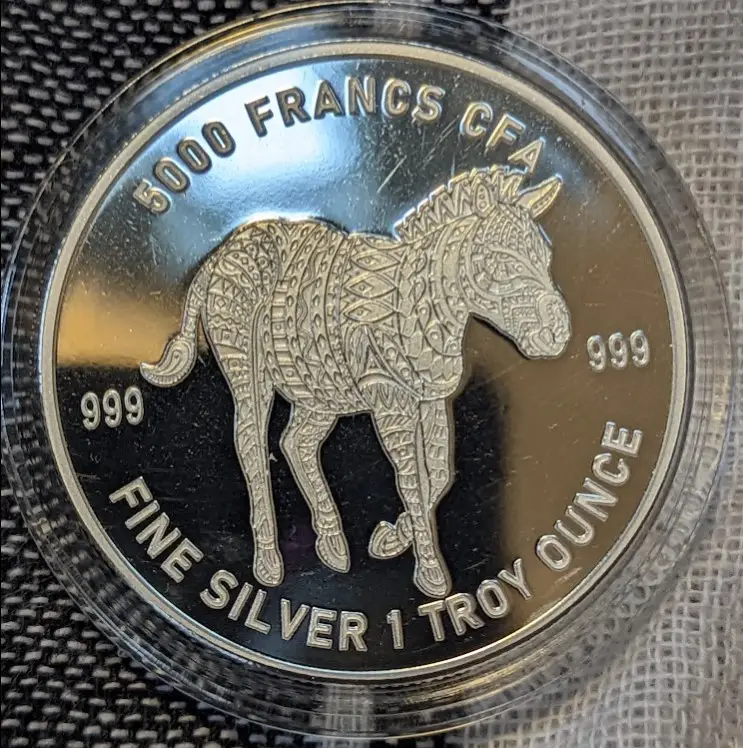 5000 FRANCS CFA
999
999
FINE SILVER 1 TROY OUNCE